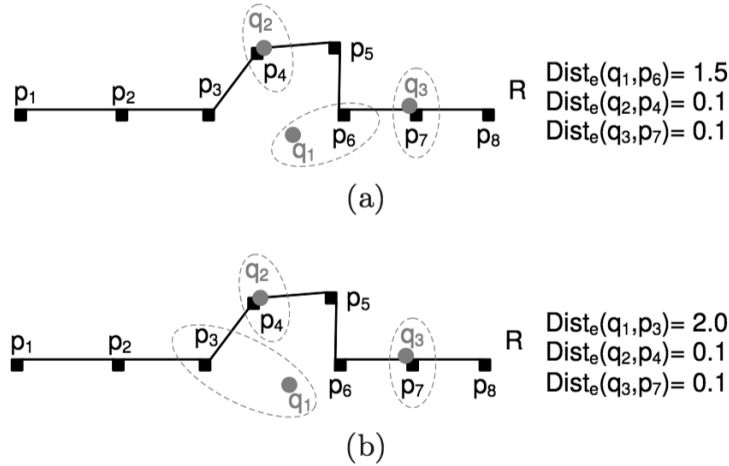 q₂
p₅
p₄
p₁ p₂ p₃
q₃
R
Distₑ(q₁,p₆)= 1.5
Distₑ(q₂,p₄)= 0.1
Distₑ(q₃,p₇)= 0.1
q₁ p₆ p₇ p₈
(a)
q₂
p₅
p₄
p₁ p₂ p₃
q₃
R
Distₑ(q₁,p₃)= 2.0
Distₑ(q₂,p₄)= 0.1
Distₑ(q₃,p₇)= 0.1
q₁ p₆ p₇ p₈
(b)